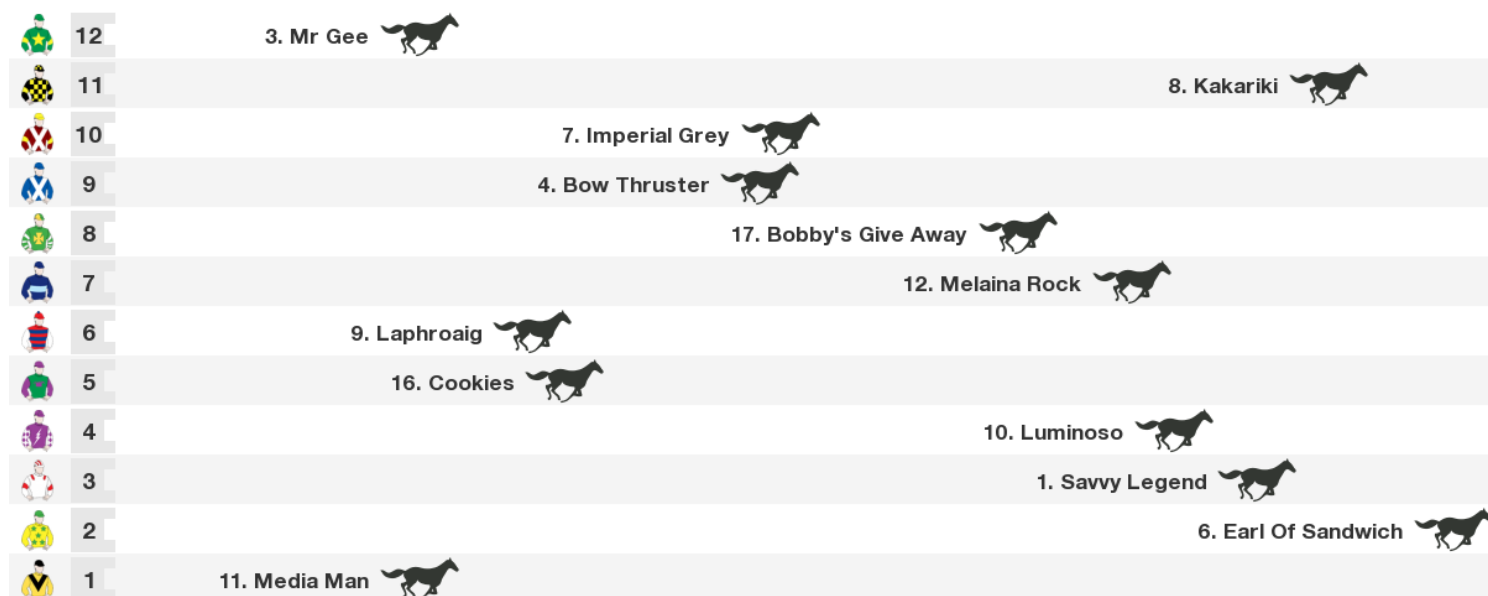 12 3. Mr Gee
11 8. Kakariki
10 7. Imperial Grey
9 4. Bow Thruster
8 17. Bobby's Give Away
7 12. Melaina Rock
6 9. Laphroaig
5 16. Cookies
4 10. Luminoso
3 1. Savvy Legend
2 6. Earl Of Sandwich
1 11. Media Man